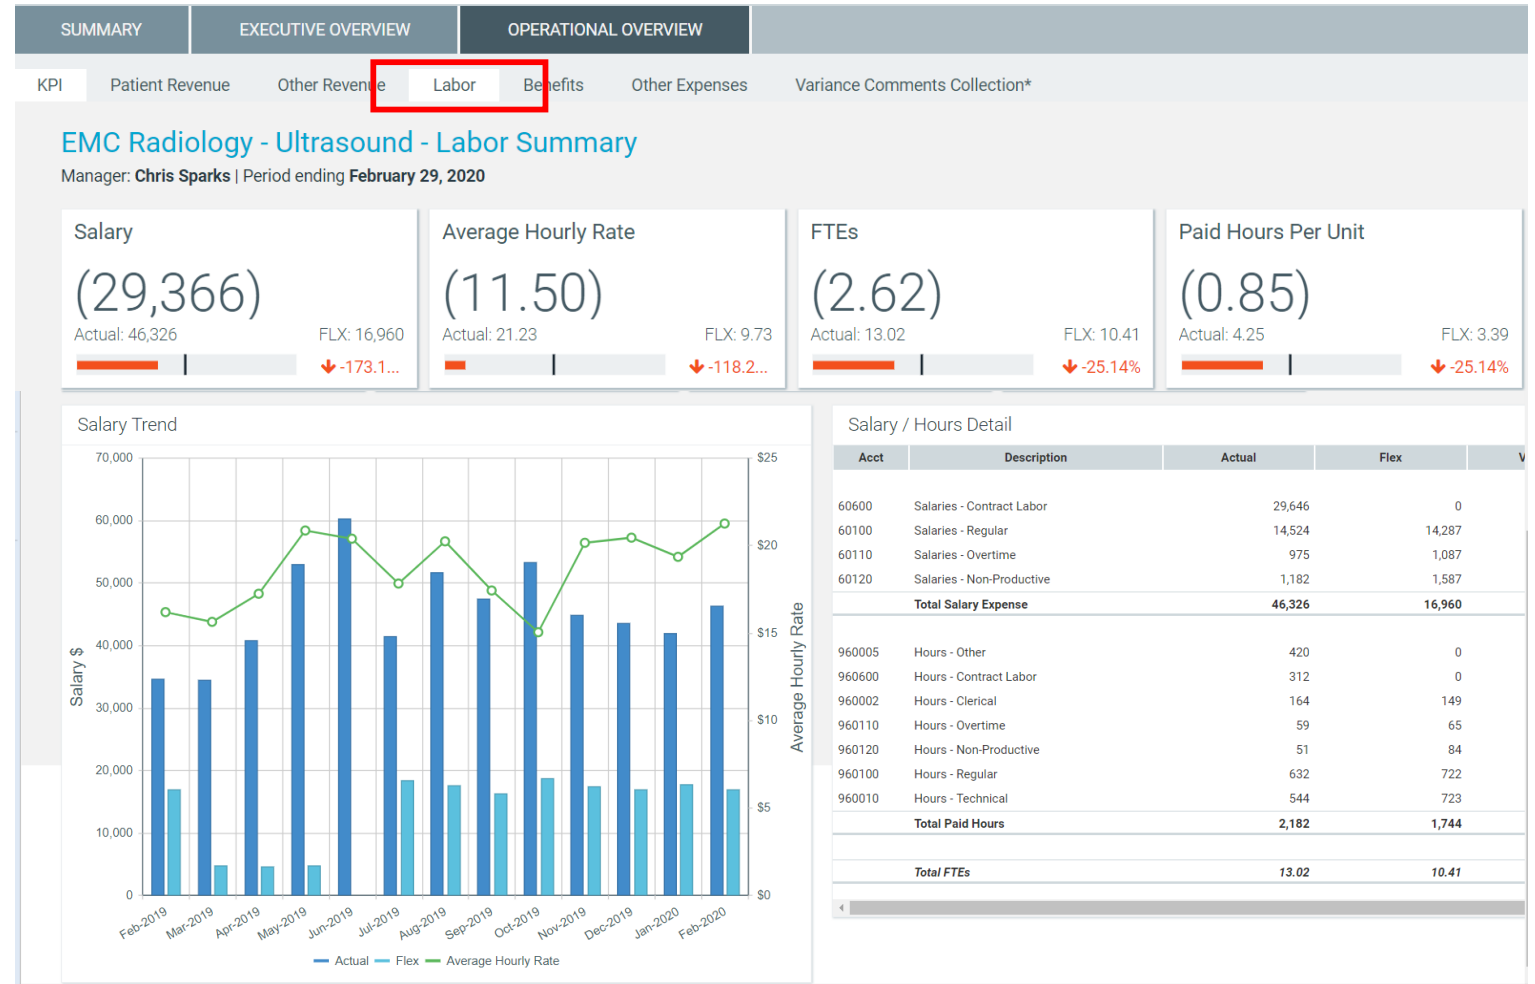 SUMMARY EXECUTIVE OVERVIEW OPERATIONAL OVERVIEW
KPI Patient Revenue Other Revenue Labor Benefits Other Expenses Variance Comments Collection*
EMC Radiology - Ultrasound - Labor Summary
Manager: Chris Sparks | Period ending February 29, 2020
Salary
(29,366)
Actual: 46,326 FLX: 16,960
-173.1...
Average Hourly Rate
(11.50)
Actual: 21.23 FLX: 9.73
-118.2...
FTEs
(2.62)
Actual: 13.02 FLX: 10.41
-25.14%
Paid Hours Per Unit
(0.85)
Actual: 4.25 FLX: 3.39
-25.14%
Salary Trend
70,000
60,000
50,000
40,000
30,000
20,000
10,000
0
Salary $
$25
$20
$15
$10
$5
$0
Average Hourly Rate
Feb-2019 Mar-2019 Apr-2019 May-2019 Jun-2019 Jul-2019 Aug-2019 Sep-2019 Oct-2019 Nov-2019 Dec-2019 Jan-2020 Feb-2020
Actual Flex Average Hourly Rate
Salary / Hours Detail
Acct Description Actual Flex V
60600 Salaries - Contract Labor 29,646 0
60100 Salaries - Regular 14,524 14,287
60110 Salaries - Overtime 975 1,087
60120 Salaries - Non-Productive 1,182 1,587
Total Salary Expense 46,326 16,960
960005 Hours - Other 420 0
960600 Hours - Contract Labor 312 0
960002 Hours - Clerical 164 149
960110 Hours - Overtime 59 65
960120 Hours - Non-Productive 51 84
960100 Hours - Regular 632 722
960010 Hours - Technical 544 723
Total Paid Hours 2,182 1,744
Total FTEs 13.02 10.41